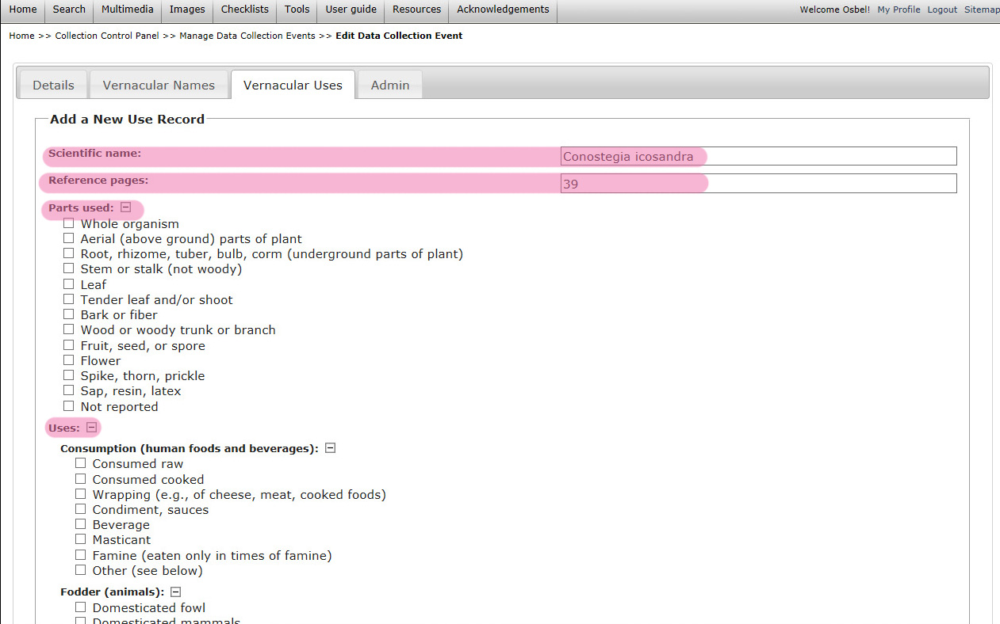 Home Search Multimedia Images Checklists Tools User guide Resources Acknowledgements Welcome Osbel! My Profile Logout Sitemap
Home >> Collection Control Panel >> Manage Data Collection Events >> Edit Data Collection Event
Details Vernacular Names Vernacular Uses Admin
Add a New Use Record
Scientific name: Conostegia icosandra
Reference pages: 39
Parts used:
Whole organism
Aerial (above ground) parts of plant
Root, rhizome, tuber, bulb, corm (underground parts of plant)
Stem or stalk (not woody)
Leaf
Tender leaf and/or shoot
Bark or fiber
Wood or woody trunk or branch
Fruit, seed, or spore
Flower
Spike, thorn, prickle
Sap, resin, latex
Not reported
Uses:
Consumption (human foods and beverages):
Consumed raw
Consumed cooked
Wrapping (e.g., of cheese, meat, cooked foods)
Condiment, sauces
Beverage
Masticant
Famine (eaten only in times of famine)
Other (see below)
Fodder (animals):
Domesticated fowl
Domesticated mammals